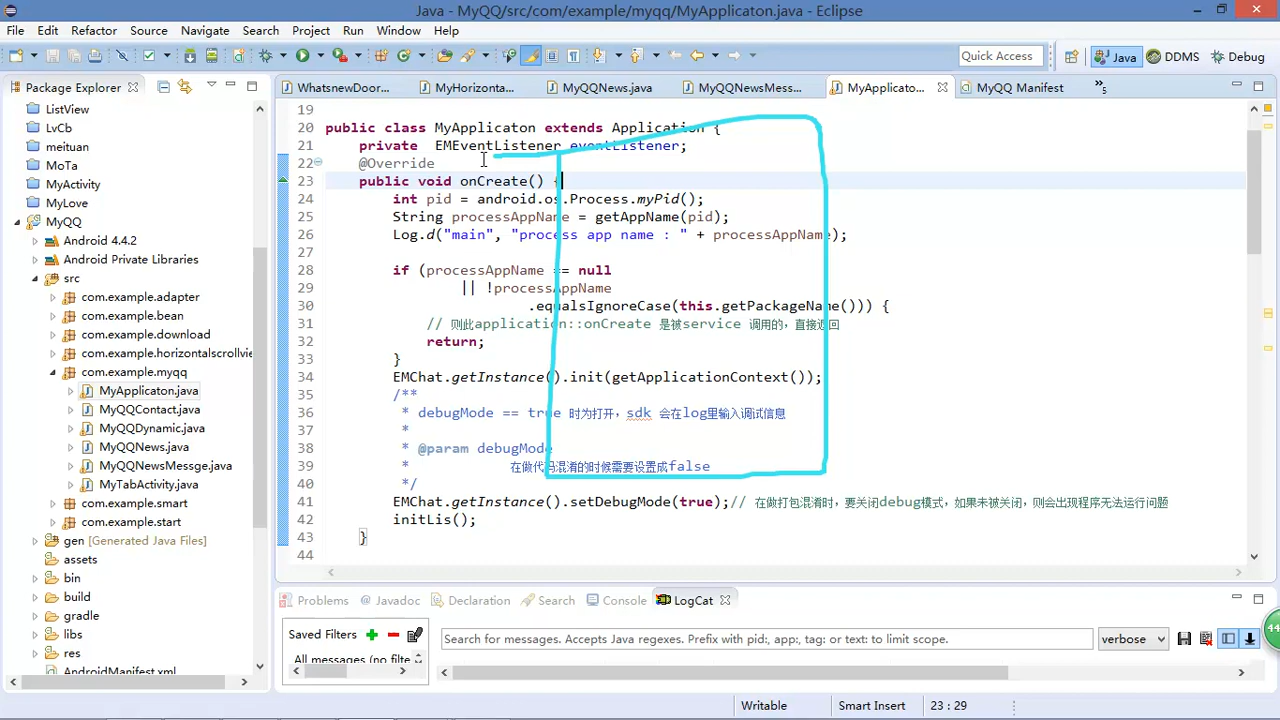 Java - MyQQ/src/com/example/myqq/MyApplicaton.java - Eclipse
File Edit Refactor Source Navigate Search Project Run Window Help
Quick Access Java DDMS Debug
Package Explorer
WhatsnewDoor... MyHorizonta... MyQQNews.java MyQQNewsMess... MyApplicato... MyQQ Manifest »5
ListView
LvCb
meituan
MoTa
MyActivity
MyLove
MyQQ
Android 4.4.2
Android Private Libraries
src
com.example.adapter
com.example.bean
com.example.download
com.example.horizontalscrollvie
com.example.myqq
MyApplicaton.java
MyQQContact.java
MyQQDynamic.java
MyQQNews.java
MyQQNewsMessge.java
MyTabActivity.java
com.example.smart
com.example.start
gen [Generated Java Files]
assets
bin
build
gradle
libs
res
AndroidManifest.xml
19
20 public class MyApplicaton extends Application {
21 private EMEventListener eventListener;
22 @Override
23 public void onCreate() {
24 int pid = android.os.Process.myPid();
25 String processAppName = getAppName(pid);
26 Log.d("main", "process app name : " + processAppName);
27
28 if (processAppName == null
29 || !processAppName
30 .equalsIgnoreCase(this.getPackageName())) {
31 // 则此application::onCreate 是被service 调用的，直接返回
32 return;
33 }
34 EMChat.getInstance().init(getApplicationContext());
35 /**
36 * debugMode == true 时为打开，sdk 会在log里输入调试信息
37 *
38 * @param debugMode
39 * 在做代码混淆的时候需要设置成false
40 */
41 EMChat.getInstance().setDebugMode(true);// 在做打包混淆时，要关闭debug模式，如果未被关闭，则会出现程序无法运行问题
42 initLis();
43 }
44
Problems @ Javadoc Declaration Search Console LogCat
Saved Filters
All messages (no filte
Search for messages. Accepts Java regexes. Prefix with pid:, app:, tag: or text: to limit scope.
verbose
44
Writable Smart Insert 23 : 29